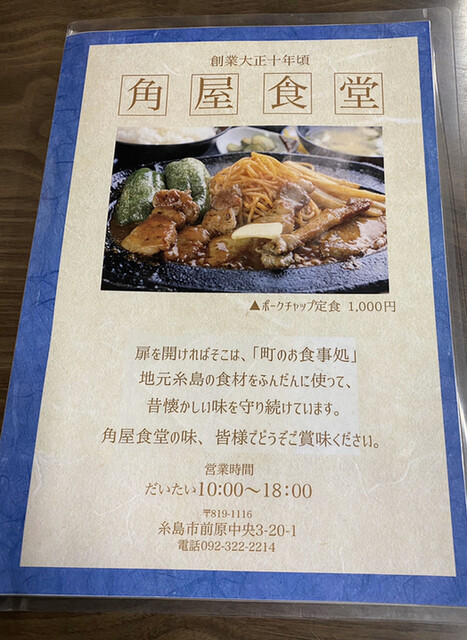 創業大正十年頃
角屋食堂
▲ポークチャップ定食 1,000円
扉を開ければそこは、「町のお食事処」
地元糸島の食材をふんだんに使って、
昔懐かしい味を守り続けています。
角屋食堂の味、皆様でどうぞご賞味ください。
営業時間
だいたい10:00〜18:00
〒819-1116
糸島市前原中央3-20-1
電話092-322-2214